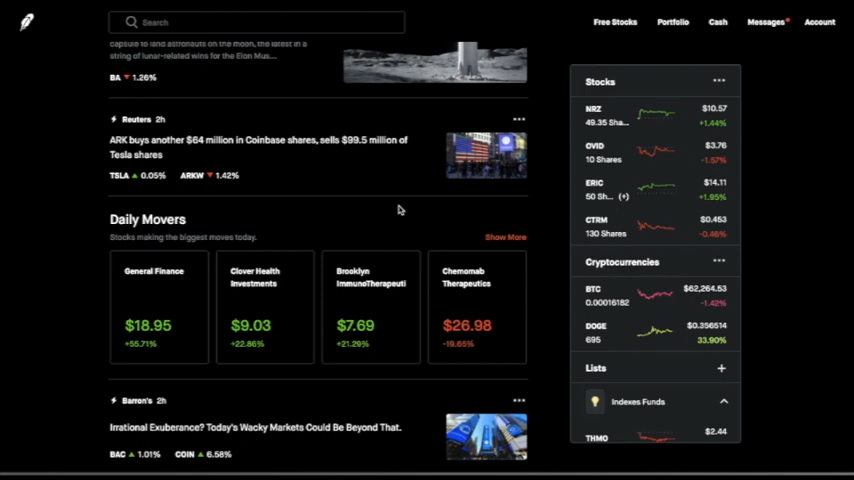 Search
Free Stocks
Portfolio
Cash
Messages
Account
capsule to land astronauts on the moon, the latest in a
string of lunar-related wins for the Elon Mus...
BA 1.26%
Reuters 2h
ARK buys another $64 million in Coinbase shares, sells $99.5 million of
Tesla shares
TSLA 0.05% ARKW 1.42%
Daily Movers
Stocks making the biggest moves today.
Show More
General Finance
$18.95
+55.71%
Clover Health
Investments
$9.03
+22.86%
Brooklyn
ImmunoTherapeuti
$7.69
+21.29%
Chemomab
Therapeutics
$26.98
-19.65%
Barron's 2h
Irrational Exuberance? Today's Wacky Markets Could Be Beyond That.
BAC 1.01% COIN 6.58%
Stocks
NRZ $10.57
49.35 Sha... +1.44%
OVID $3.76
10 Shares -1.57%
ERIC $14.11
50 Sh... (+) +1.95%
CTRM $0.453
130 Shares -0.46%
Cryptocurrencies
BTC $62,264.53
0.00016182 -1.42%
DOGE $0.356514
695 33.90%
Lists +
Indexes Funds
THMO $2.44